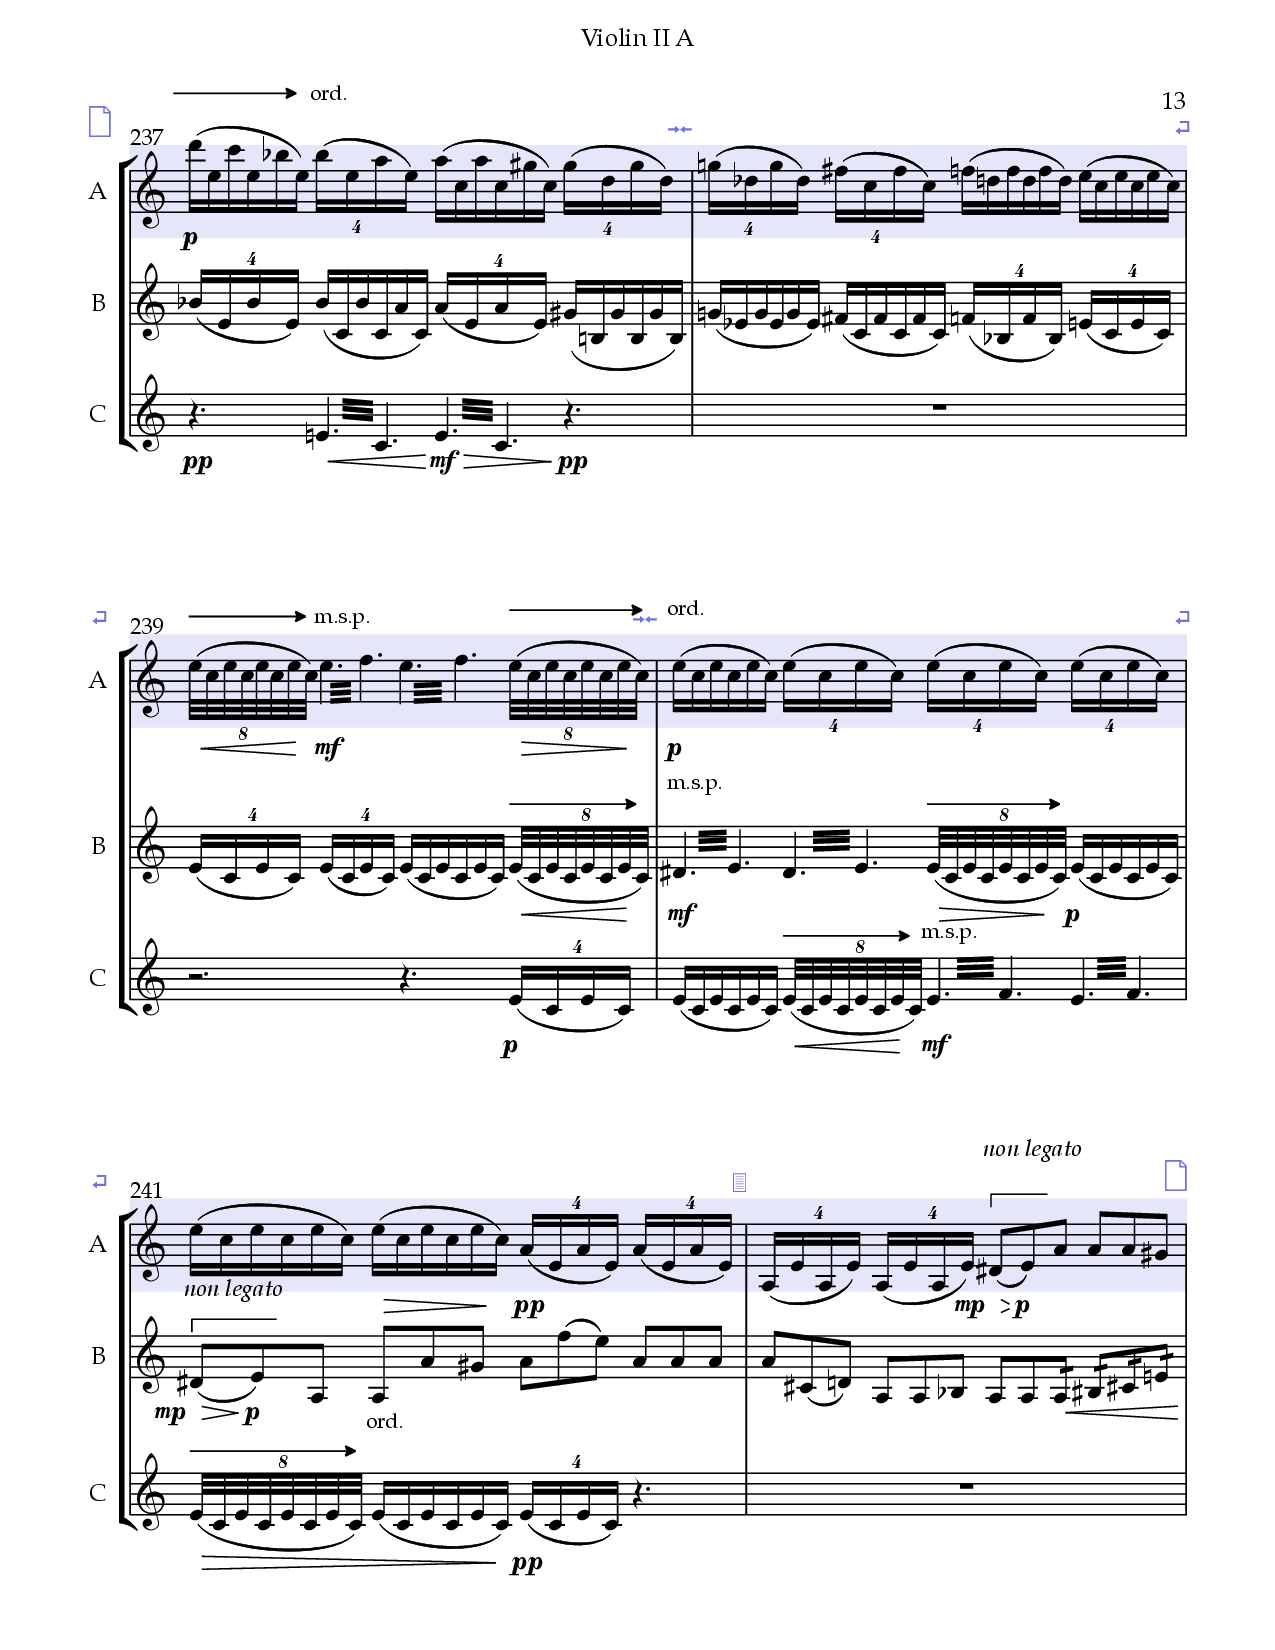 Violin II A
ord.
13
237
A
4 4 4 4
p
4 4 4 4
B
C
pp mf pp
239
m.s.p.
ord.
A
8 8 4 4 4
mf p
m.s.p.
4 4 8 8
B
mf p
m.s.p.
4 8
C
p mf
non legato
241
4 4 4 4
A
non legato
pp mp p
B
mp p
ord.
8 4
C
pp